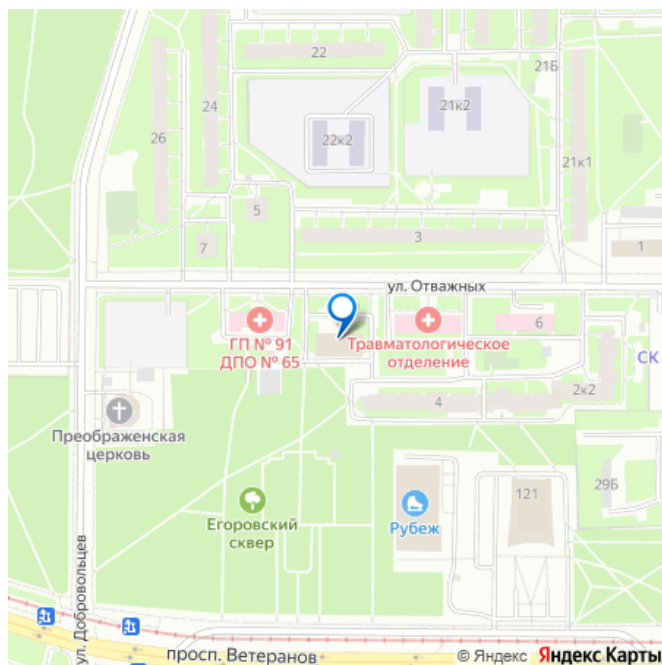 22
21Б
24
21к2
26
22к2
21к1
5
3
7
1
ул. Отважных
ГП № 91
ДПО № 65
Травматологическое
отделение
6
СК
2к2
4
Преображенская
церковь
121
29Б
Егоровский
сквер
Рубеж
ул. Добровольцев
просп. Ветеранов
© Яндекс Яндекс Карты